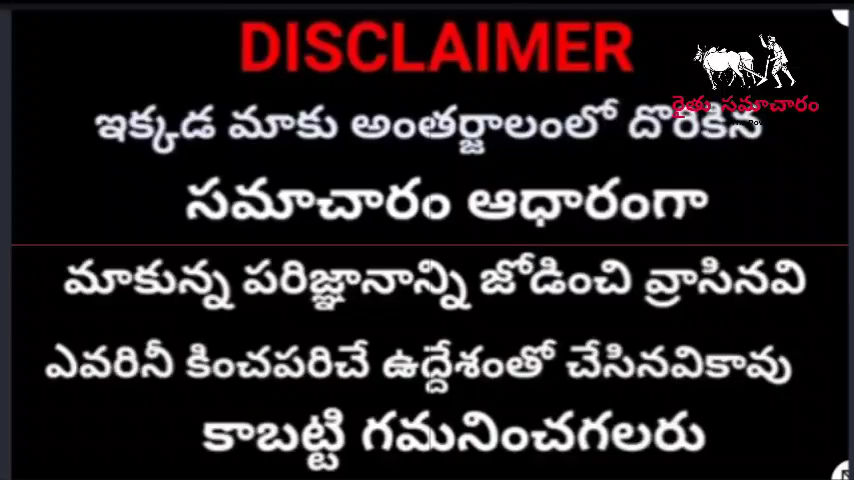 DISCLAIMER
రైతు సమాచారం
ఇక్కడ మాకు అంతర్జాలంలో దొరికిన
సమాచారం ఆధారంగా
మాకున్న పరిజ్ఞానాన్ని జోడించి వ్రాసినవి
ఎవరినీ కించపరిచే ఉద్దేశంతో చేసినవికావు
కాబట్టి గమనించగలరు